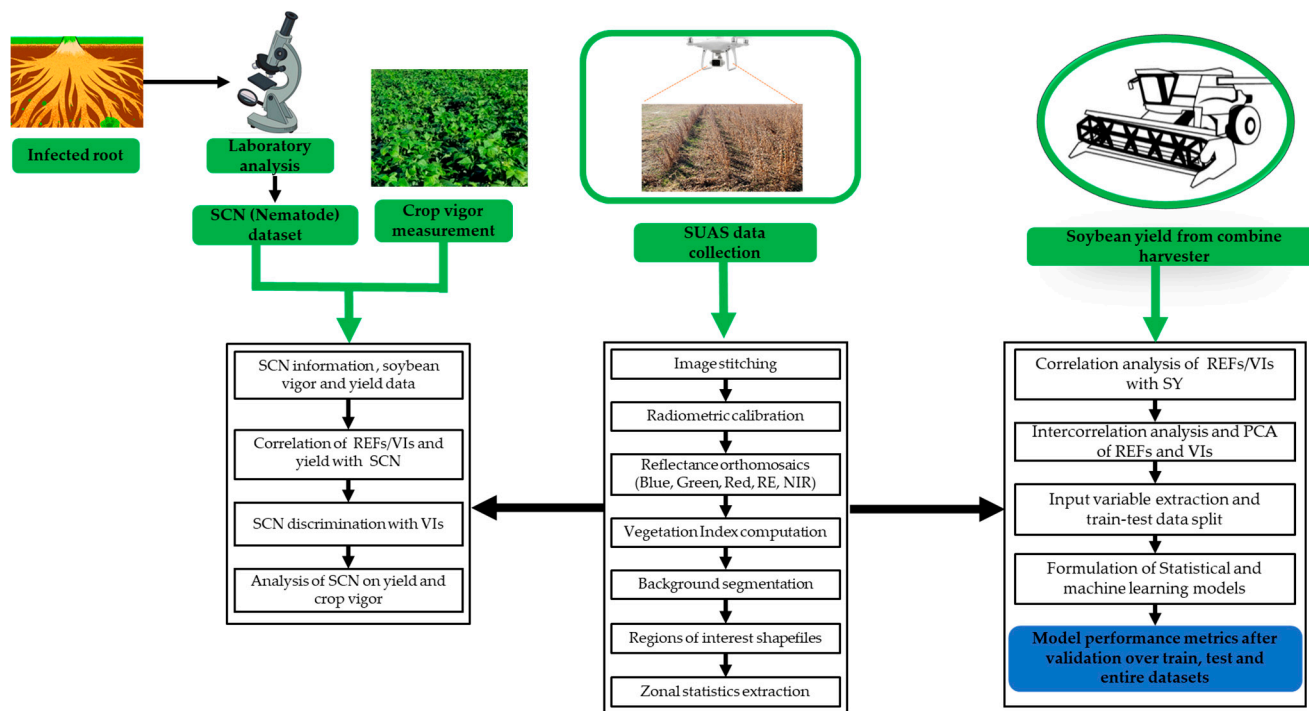 Infected root
Laboratory
analysis
SCN (Nematode)
dataset
Crop vigor
measurement
SUAS data
collection
Soybean yield from combine
harvester
SCN information , soybean
vigor and yield data
Correlation of REFs/VIs and
yield with SCN
SCN discrimination with VIs
Analysis of SCN on yield and
crop vigor
Image stitching
Radiometric calibration
Reflectance orthomosaics
(Blue, Green, Red, RE, NIR)
Vegetation Index computation
Background segmentation
Regions of interest shapefiles
Zonal statistics extraction
Correlation analysis of REFs/VIs
with SY
Intercorrelation analysis and PCA
of REFs and VIs
Input variable extraction and
train-test data split
Formulation of Statistical and
machine learning models
Model performance metrics after
validation over train, test and
entire datasets